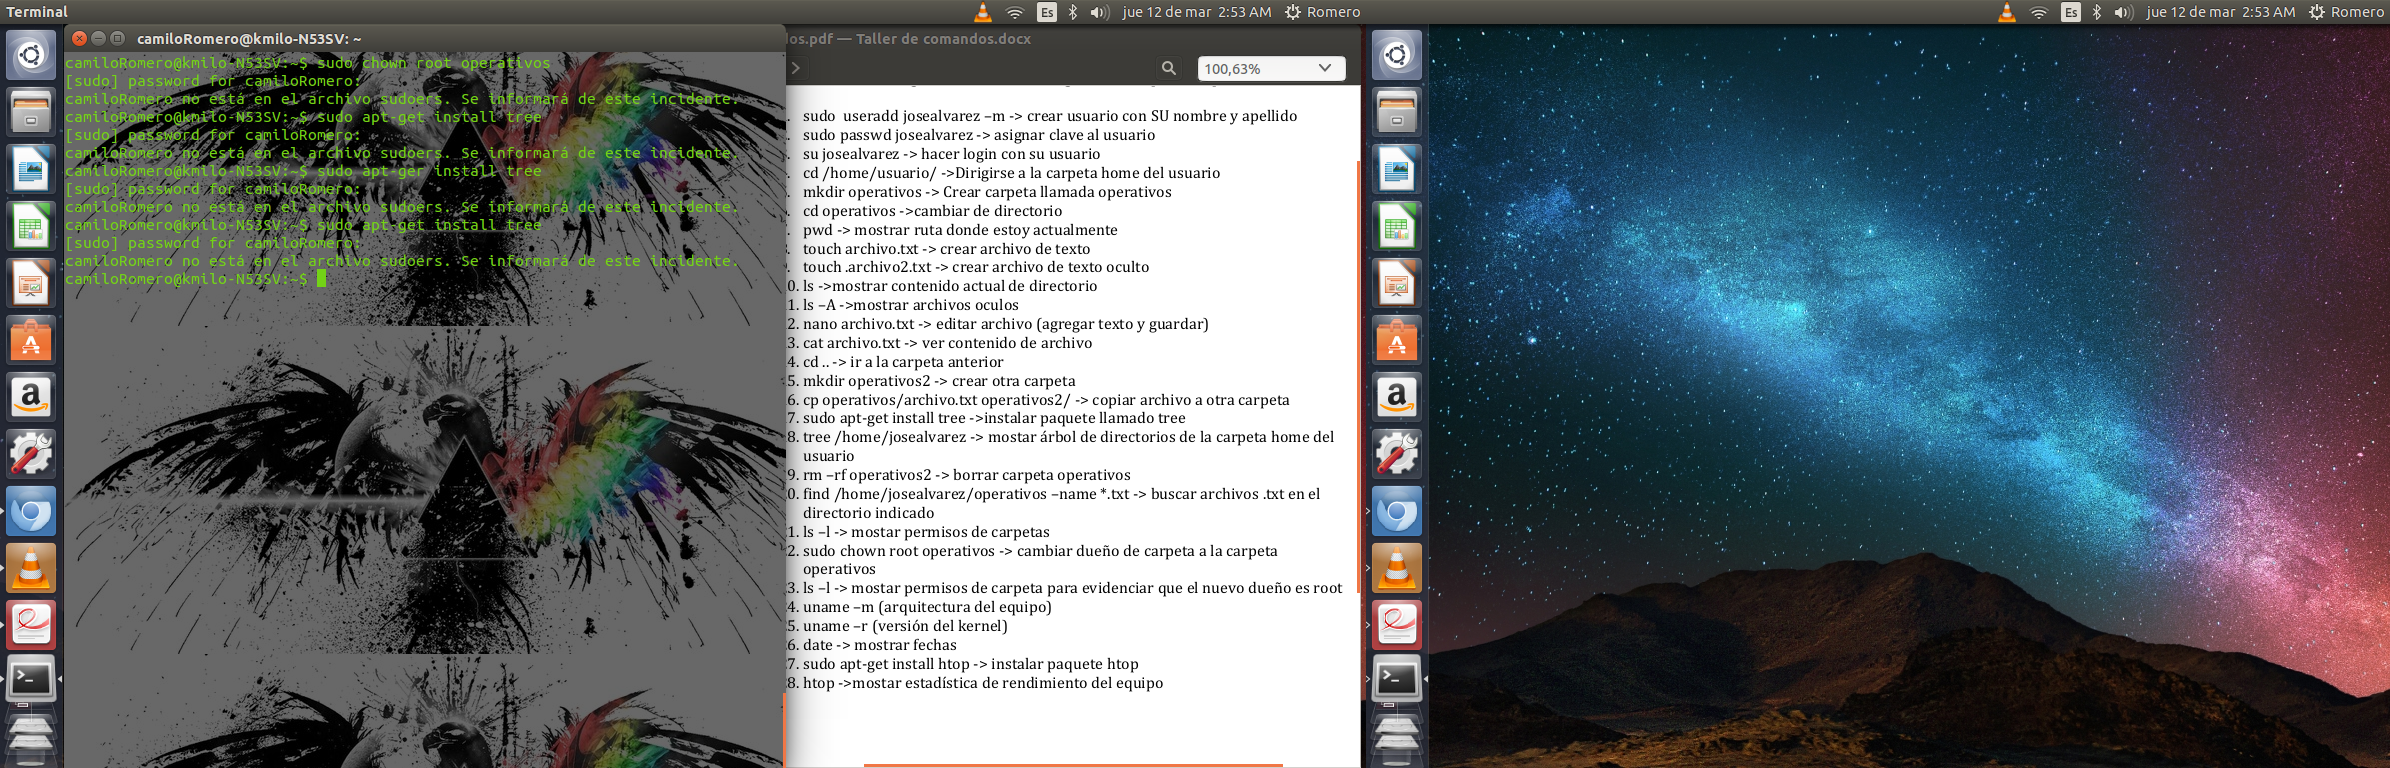 Terminal
Es
jue 12 de mar 2:53 AM
Romero
Es
jue 12 de mar 2:53 AM
Romero
camiloRomero@kmilo-N53SV: ~
camiloRomero@kmilo-N53SV:~$ sudo chown root operativos
[sudo] password for camiloRomero:
camiloRomero no está en el archivo sudoers. Se informará de este incidente.
camiloRomero@kmilo-N53SV:~$ sudo apt-get install tree
[sudo] password for camiloRomero:
camiloRomero no está en el archivo sudoers. Se informará de este incidente.
camiloRomero@kmilo-N53SV:~$ sudo apt-ger install tree
[sudo] password for camiloRomero:
camiloRomero no está en el archivo sudoers. Se informará de este incidente.
camiloRomero@kmilo-N53SV:~$ sudo apt-get install tree
[sudo] password for camiloRomero:
camiloRomero no está en el archivo sudoers. Se informará de este incidente.
camiloRomero@kmilo-N53SV:~$
dos.pdf — Taller de comandos.docx
100,63%
. sudo  useradd josealvarez –m -> crear usuario con SU nombre y apellido
. sudo passwd josealvarez -> asignar clave al usuario
. su josealvarez -> hacer login con su usuario
. cd /home/usuario/ ->Dirigirse a la carpeta home del usuario
mkdir operativos -> Crear carpeta llamada operativos
. cd operativos ->cambiar de directorio
. pwd -> mostrar ruta donde estoy actualmente
. touch archivo.txt -> crear archivo de texto
. touch .archivo2.txt -> crear archivo de texto oculto
0. ls ->mostrar contenido actual de directorio
1. ls –A ->mostrar archivos oculos
2. nano archivo.txt -> editar archivo (agregar texto y guardar)
3. cat archivo.txt -> ver contenido de archivo
4. cd .. -> ir a la carpeta anterior
5. mkdir operativos2 -> crear otra carpeta
6. cp operativos/archivo.txt operativos2/ -> copiar archivo a otra carpeta
7. sudo apt-get install tree ->instalar paquete llamado tree
8. tree /home/josealvarez -> mostar árbol de directorios de la carpeta home del
usuario
9. rm –rf operativos2 -> borrar carpeta operativos
0. find /home/josealvarez/operativos –name *.txt -> buscar archivos .txt en el
directorio indicado
1. ls –l -> mostar permisos de carpetas
2. sudo chown root operativos -> cambiar dueño de carpeta a la carpeta
operativos
3. ls –l -> mostar permisos de carpeta para evidenciar que el nuevo dueño es root
4. uname –m (arquitectura del equipo)
5. uname –r (versión del kernel)
6. date -> mostrar fechas
7. sudo apt-get install htop -> instalar paquete htop
8. htop ->mostar estadística de rendimiento del equipo